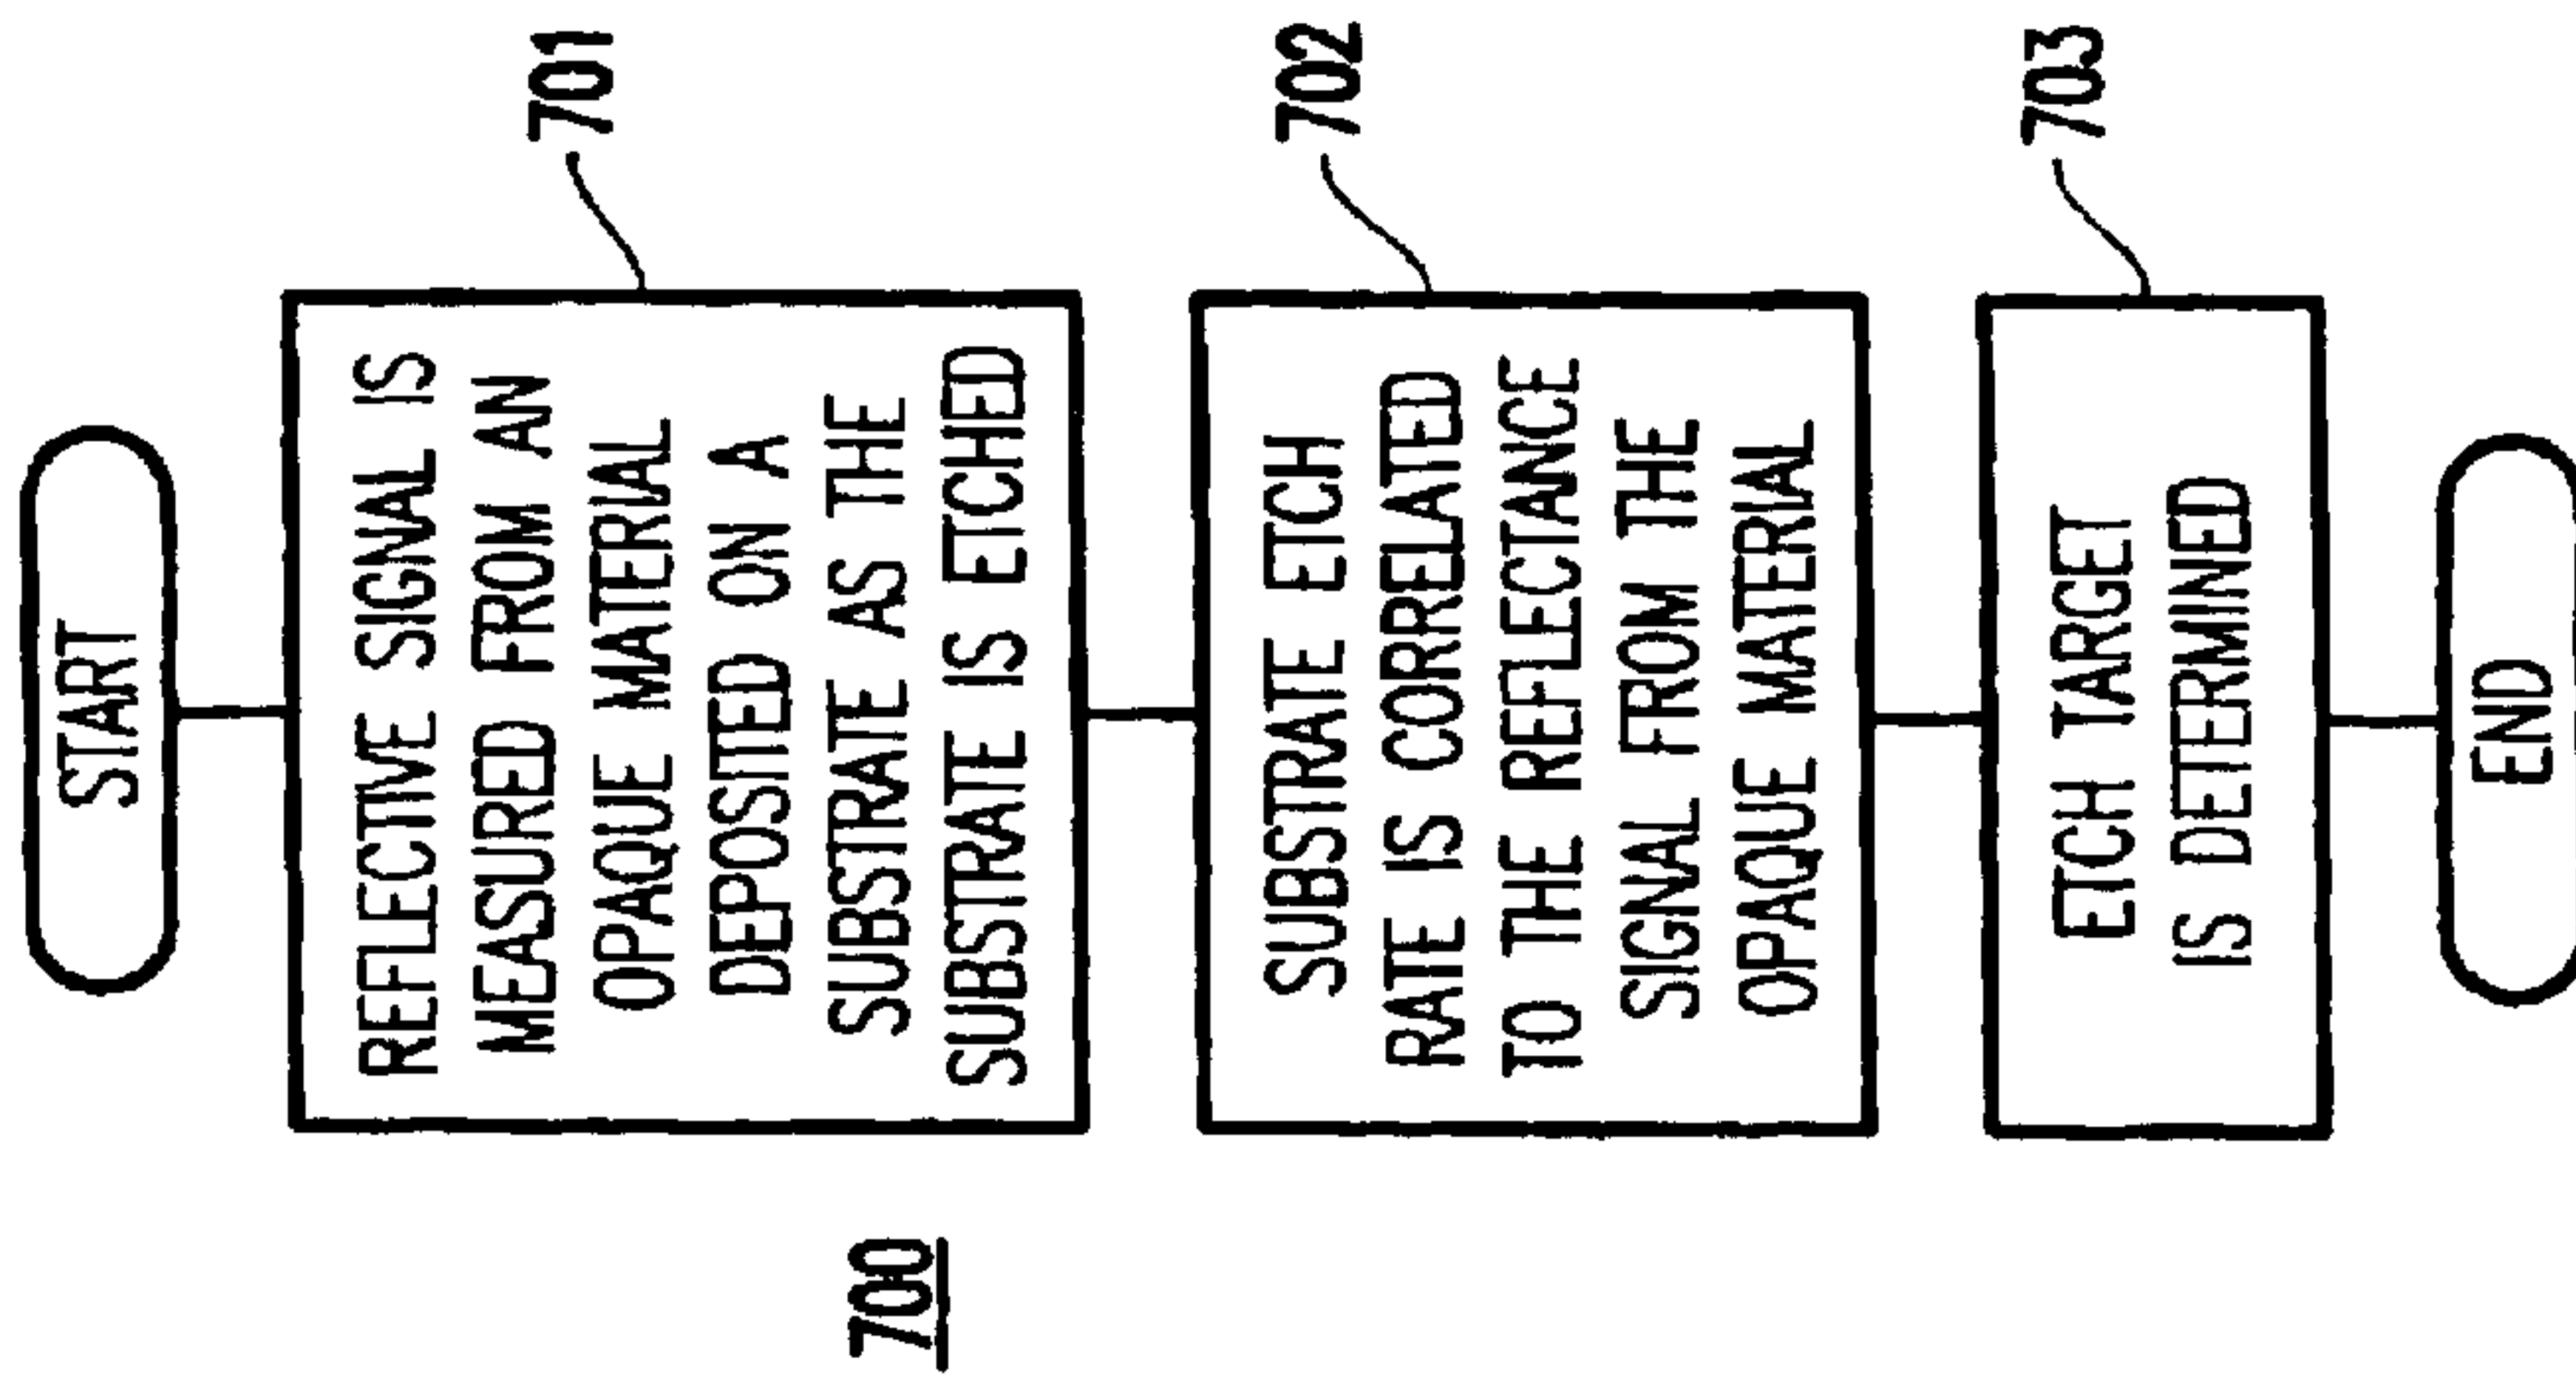 START
REFLECTIVE SIGNAL IS
MEASURED FROM AN
OPAQUE MATERIAL
DEPOSITED ON A
SUBSTRATE AS THE
SUBSTRATE IS ETCHED
701
700
SUBSTRATE ETCH
RATE IS CORRELATED
TO THE REFLECTANCE
SIGNAL FROM THE
OPAQUE MATERIAL
702
ETCH TARGET
IS DETERMINED
703
END